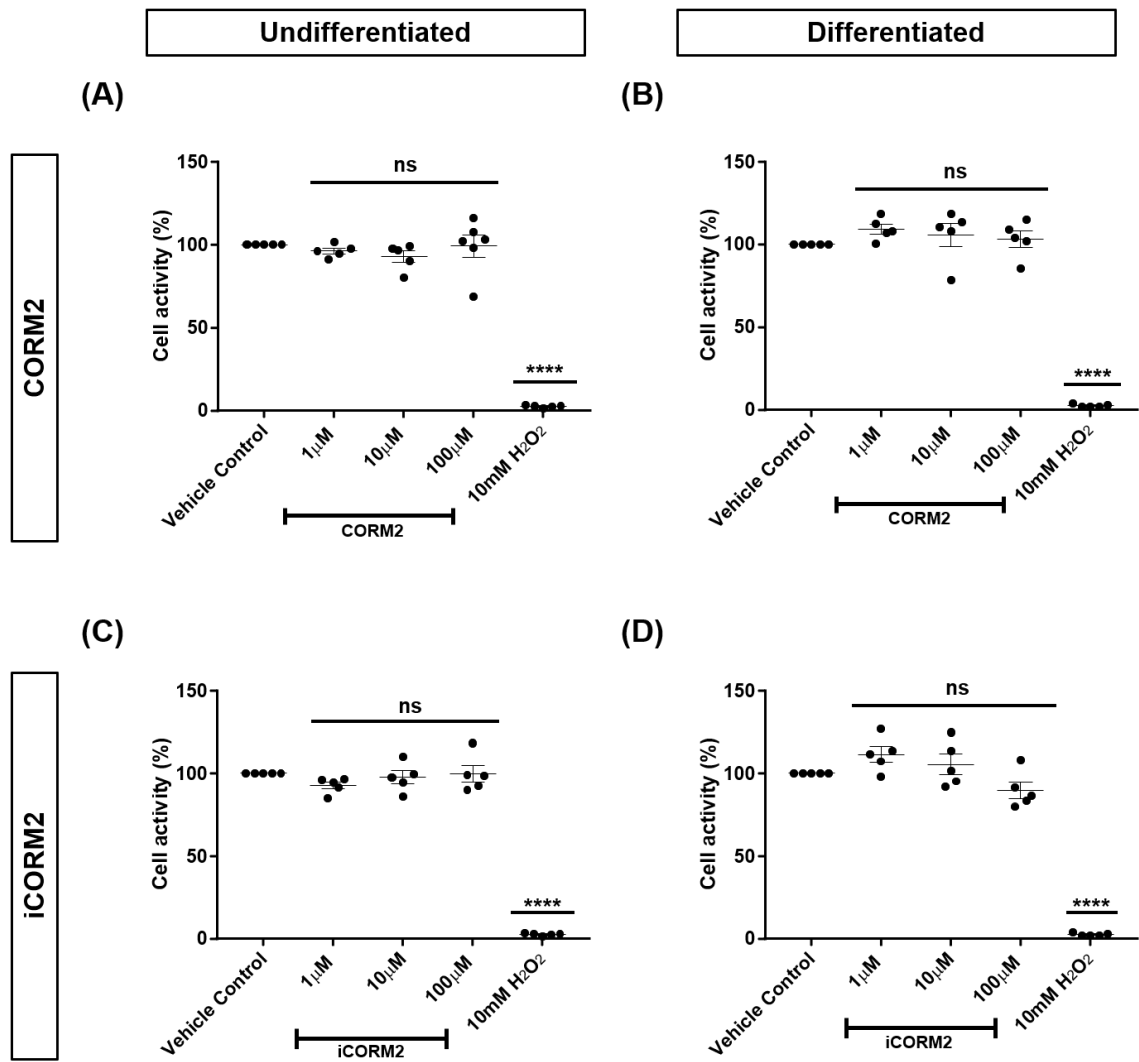 Undifferentiated
Differentiated
CORM2
iCORM2
(A)
Cell activity (%)
150
100
50
0
ns
****
Vehicle Control
1μM
10μM
100μM
10mM H₂O₂
CORM2
(B)
Cell activity (%)
150
100
50
0
ns
****
Vehicle Control
1μM
10μM
100μM
10mM H₂O₂
CORM2
(C)
Cell activity (%)
150
100
50
0
ns
****
Vehicle Control
1μM
10μM
100μM
10mM H₂O₂
iCORM2
(D)
Cell activity (%)
150
100
50
0
ns
****
Vehicle Control
1μM
10μM
100μM
10mM H₂O₂
iCORM2